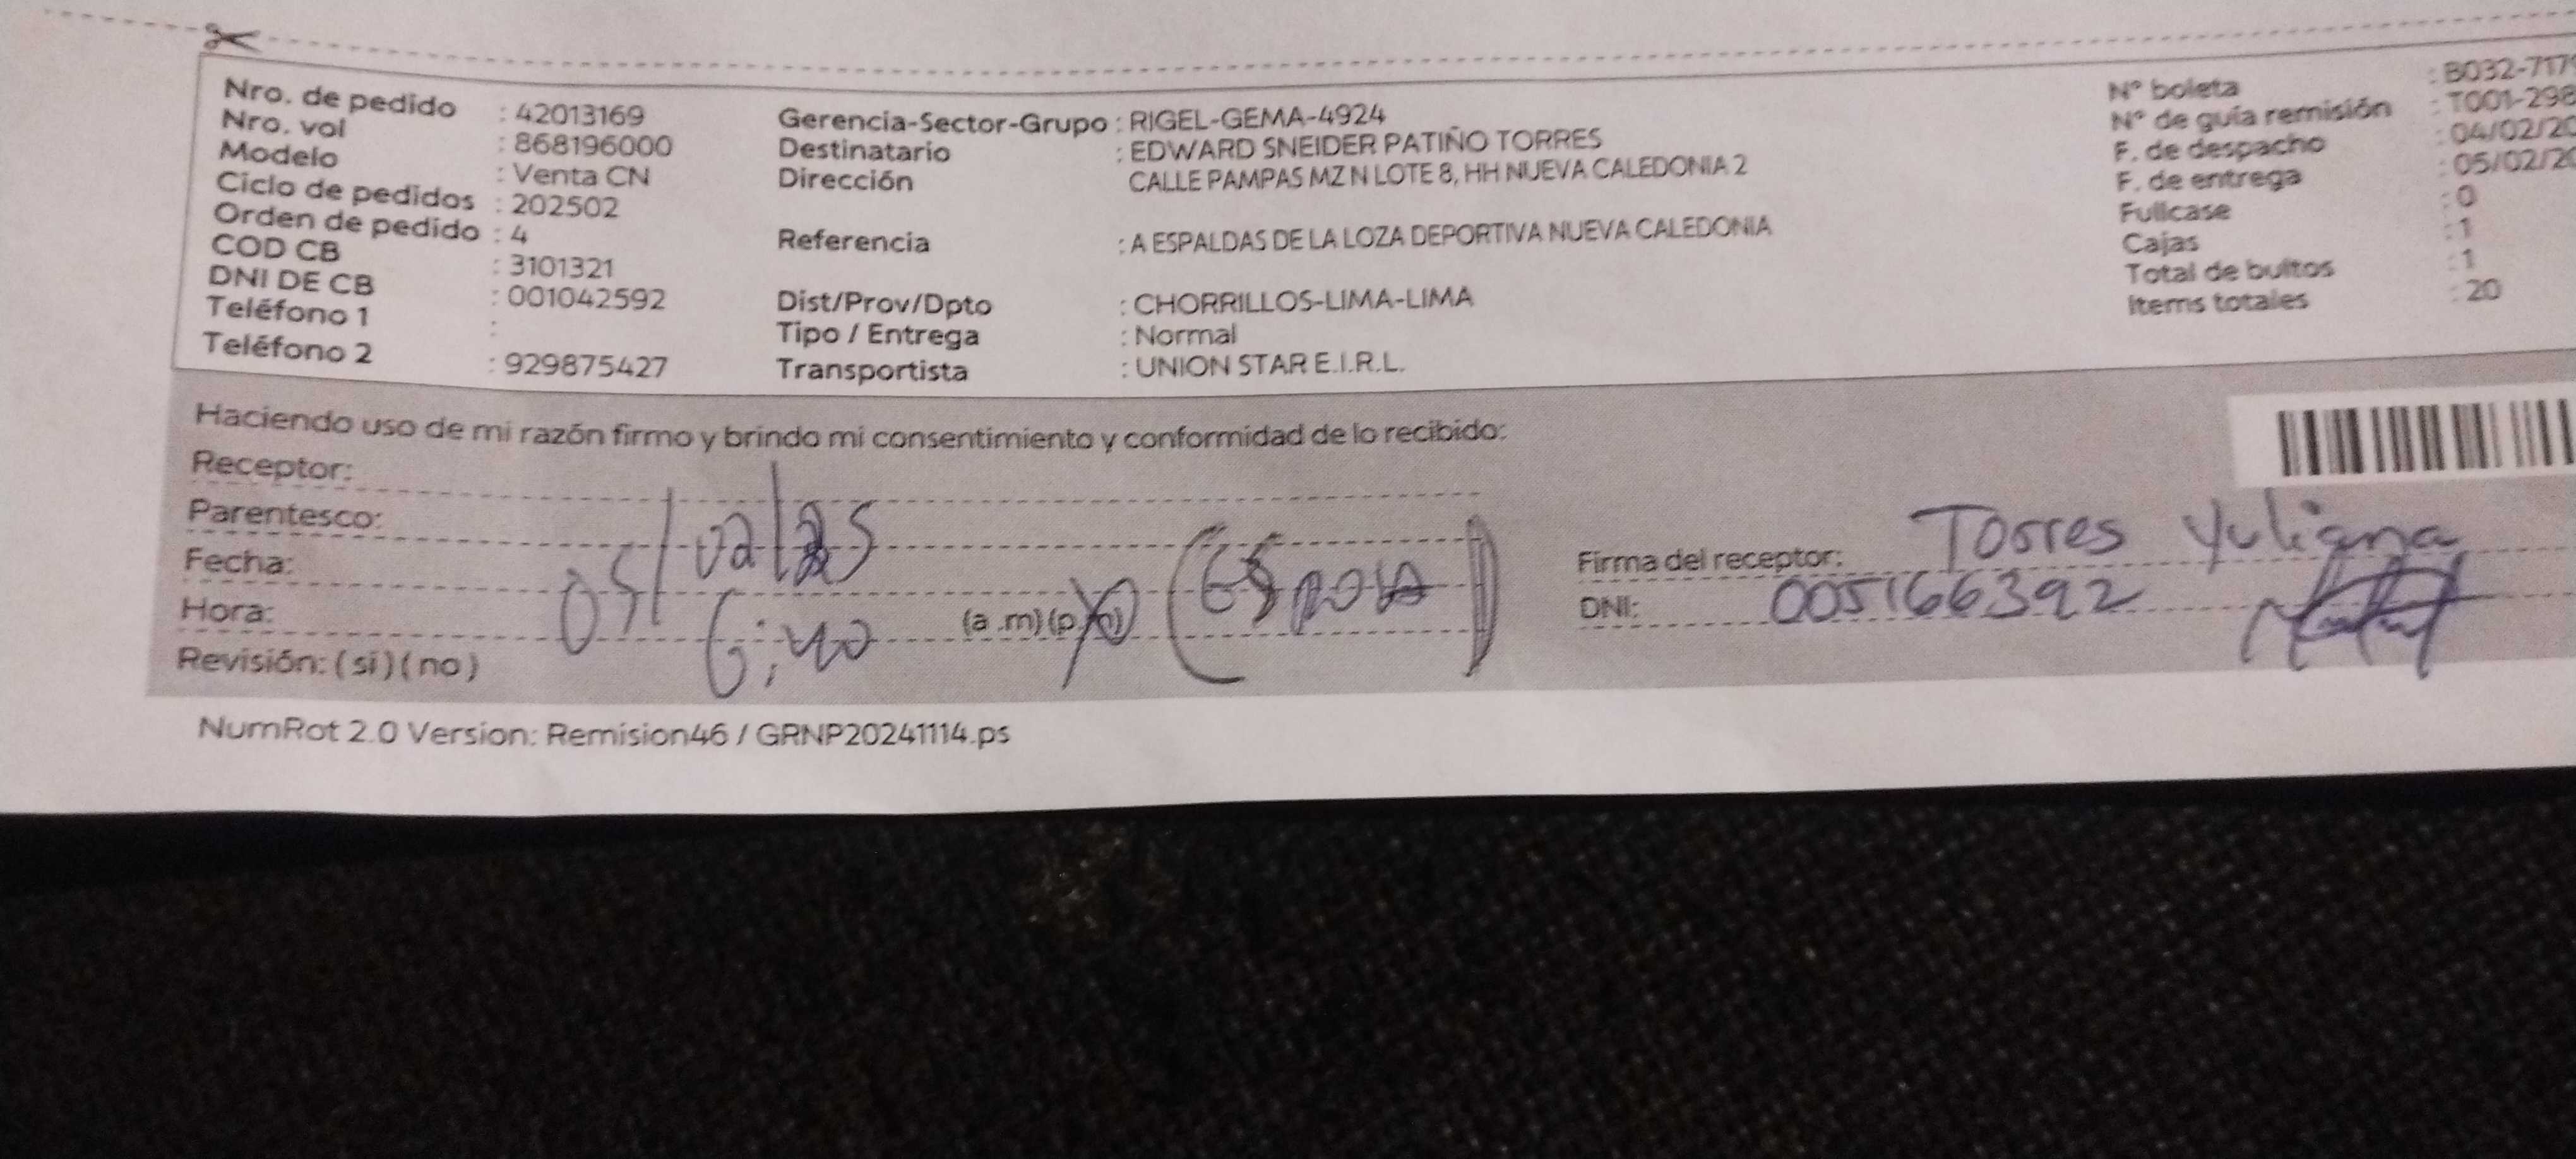 Nro. de pedido : 42013169
Nro. vol : 868196000
Modelo : Venta CN
Ciclo de pedidos : 202502
Orden de pedido : 4
COD CB : 3101321
DNI DE CB : 001042592
Teléfono 1 :
Teléfono 2 : 929875427
Gerencia-Sector-Grupo : RIGEL-GEMA-4924
Destinatario : EDWARD SNEIDER PATIÑO TORRES
Dirección CALLE PAMPAS MZ N LOTE 8, HH NUEVA CALEDONIA 2
Referencia : A ESPALDAS DE LA LOZA DEPORTIVA NUEVA CALEDONIA
Dist/Prov/Dpto : CHORRILLOS-LIMA-LIMA
Tipo / Entrega : Normal
Transportista : UNION STAR E.I.R.L.
N° boleta : B032-717
N° de guía remisión : T001-298
F. de despacho : 04/02/20
F. de entrega : 05/02/20
Fullcase : 0
Cajas : 1
Total de bultos : 1
Items totales : 20
Haciendo uso de mi razón firmo y brindo mi consentimiento y conformidad de lo recibido:
Receptor:
Parentesco:
Fecha: 05/02/25
Hora: 6:40 (a .m) (p.m)
(Esposa)
Revisión: ( si ) ( no )
Torres Yuliana
Firma del receptor:
DNI: 005166392
NumRot 2.0 Version: Remision46 / GRNP20241114.ps